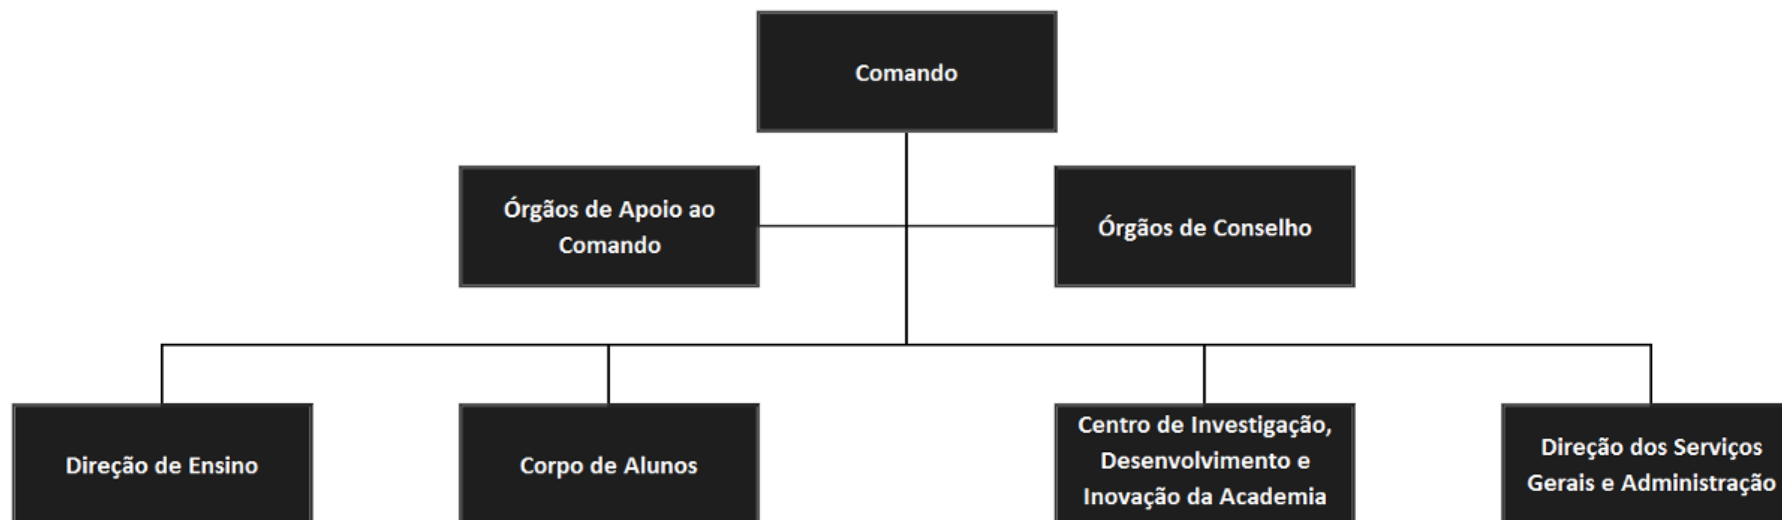 Comando
Órgãos de Apoio ao
Comando
Órgãos de Conselho
Direção de Ensino
Corpo de Alunos
Centro de Investigação,
Desenvolvimento e
Inovação da Academia
Direção dos Serviços
Gerais e Administração